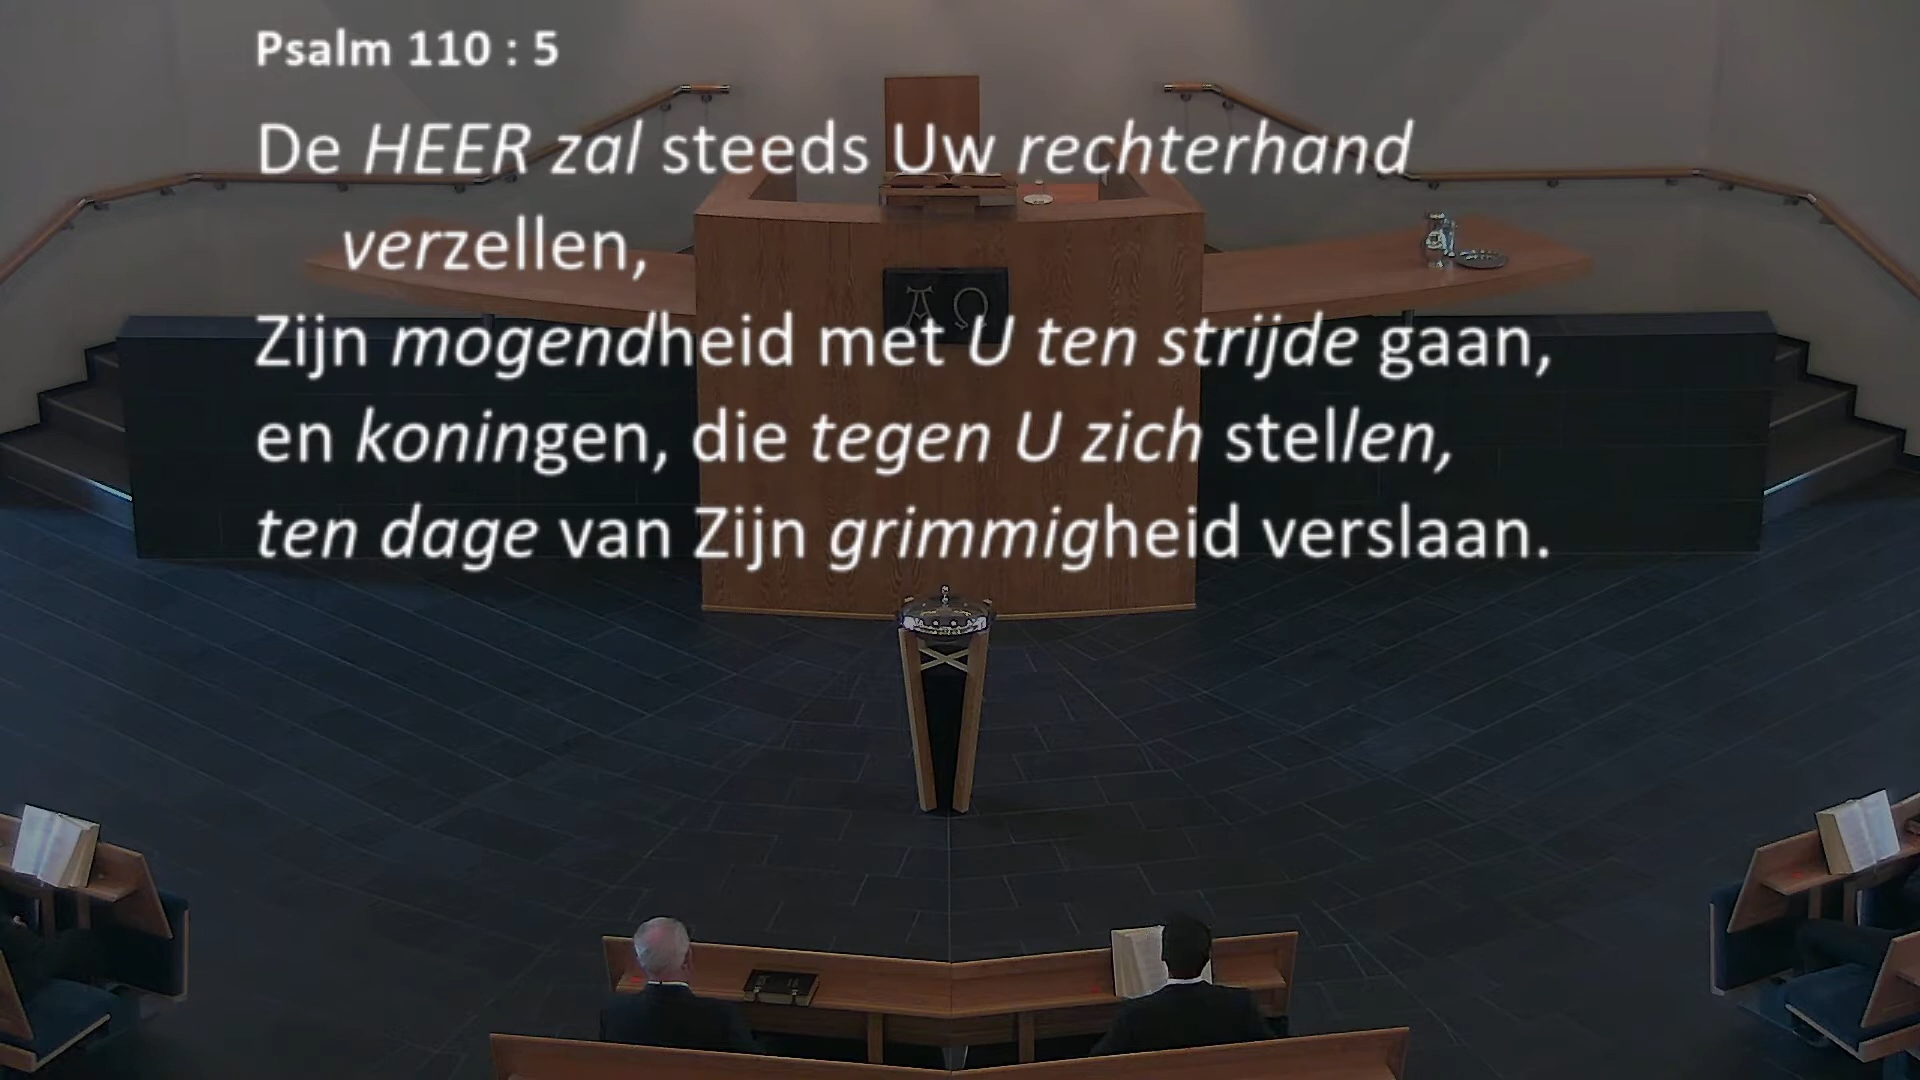 Psalm 110 : 5
De HEER zal steeds Uw rechterhand
verzellen,
Zijn mogendheid met U ten strijde gaan,
en koningen, die tegen U zich stellen,
ten dage van Zijn grimmigheid verslaan.
Α Ω